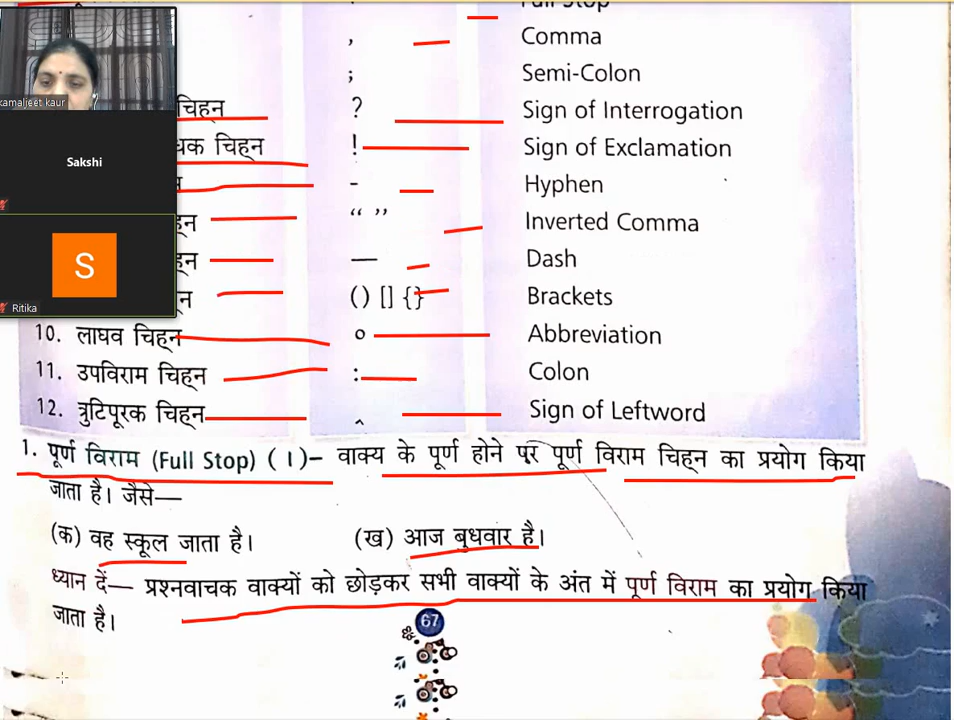 Full Stop
, Comma
; Semi-Colon
चिह्न ? Sign of Interrogation
धक चिह्न ! Sign of Exclamation
- Hyphen
“ ” Inverted Comma
— Dash
( ) [ ] { } Brackets
10. लाघव चिह्न o Abbreviation
11. उपविराम चिह्न : Colon
12. त्रुटिपूरक चिह्न ^ Sign of Leftword
1. पूर्ण विराम (Full Stop) ( । )– वाक्य के पूर्ण होने पर पूर्ण विराम चिह्न का प्रयोग किया
जाता है। जैसे—
(क) वह स्कूल जाता है। (ख) आज बुधवार है।
ध्यान दें— प्रश्नवाचक वाक्यों को छोड़कर सभी वाक्यों के अंत में पूर्ण विराम का प्रयोग किया
जाता है।
67
kamaljeet kaur
Sakshi
S
Ritika